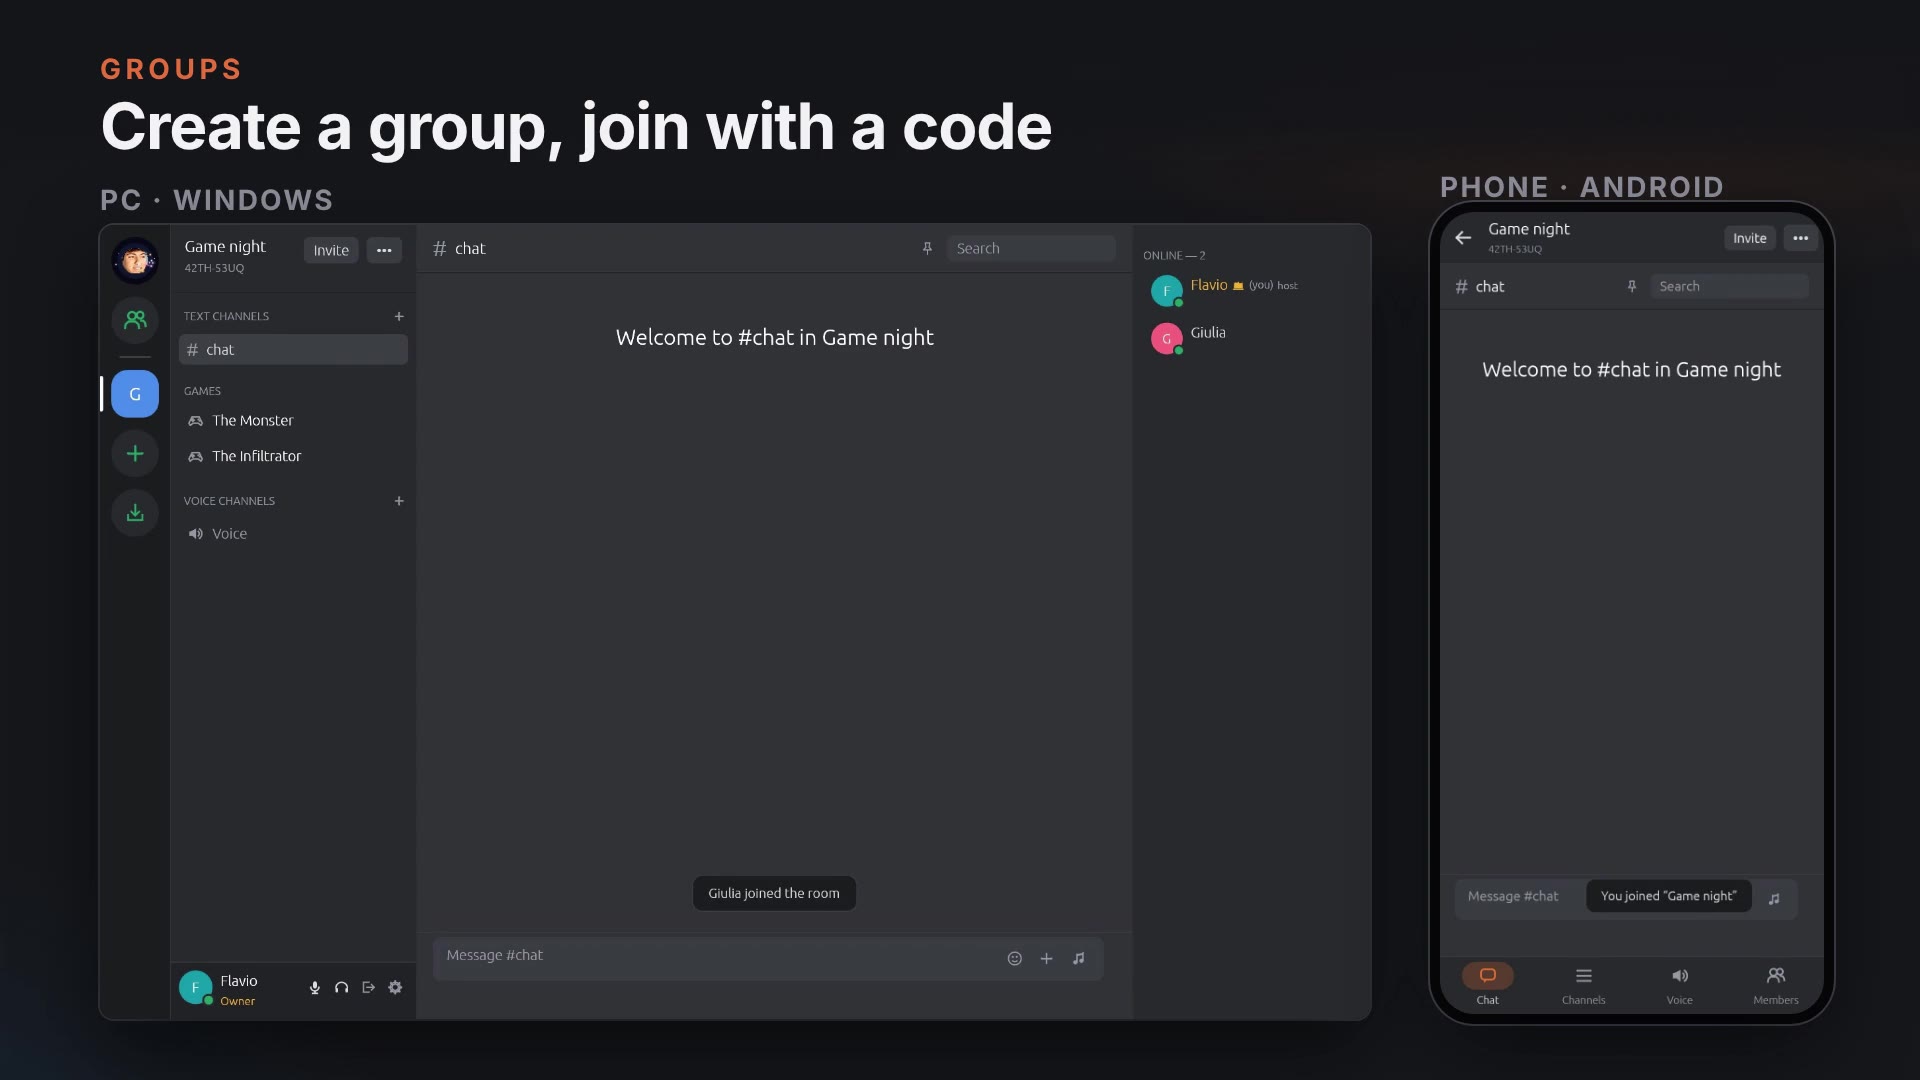 GROUPS
Create a group, join with a code
PC · WINDOWS
Game night
42TH-53UQ
Invite
TEXT CHANNELS
# chat
GAMES
The Monster
The Infiltrator
VOICE CHANNELS
Voice
G
F
Flavio
Owner
# chat
Search
Welcome to #chat in Game night
Giulia joined the room
Message #chat
ONLINE — 2
F
Flavio (you) host
G
Giulia
PHONE · ANDROID
Game night
42TH-53UQ
Invite
# chat
Search
Welcome to #chat in Game night
Message #chat
You joined “Game night”
Chat
Channels
Voice
Members